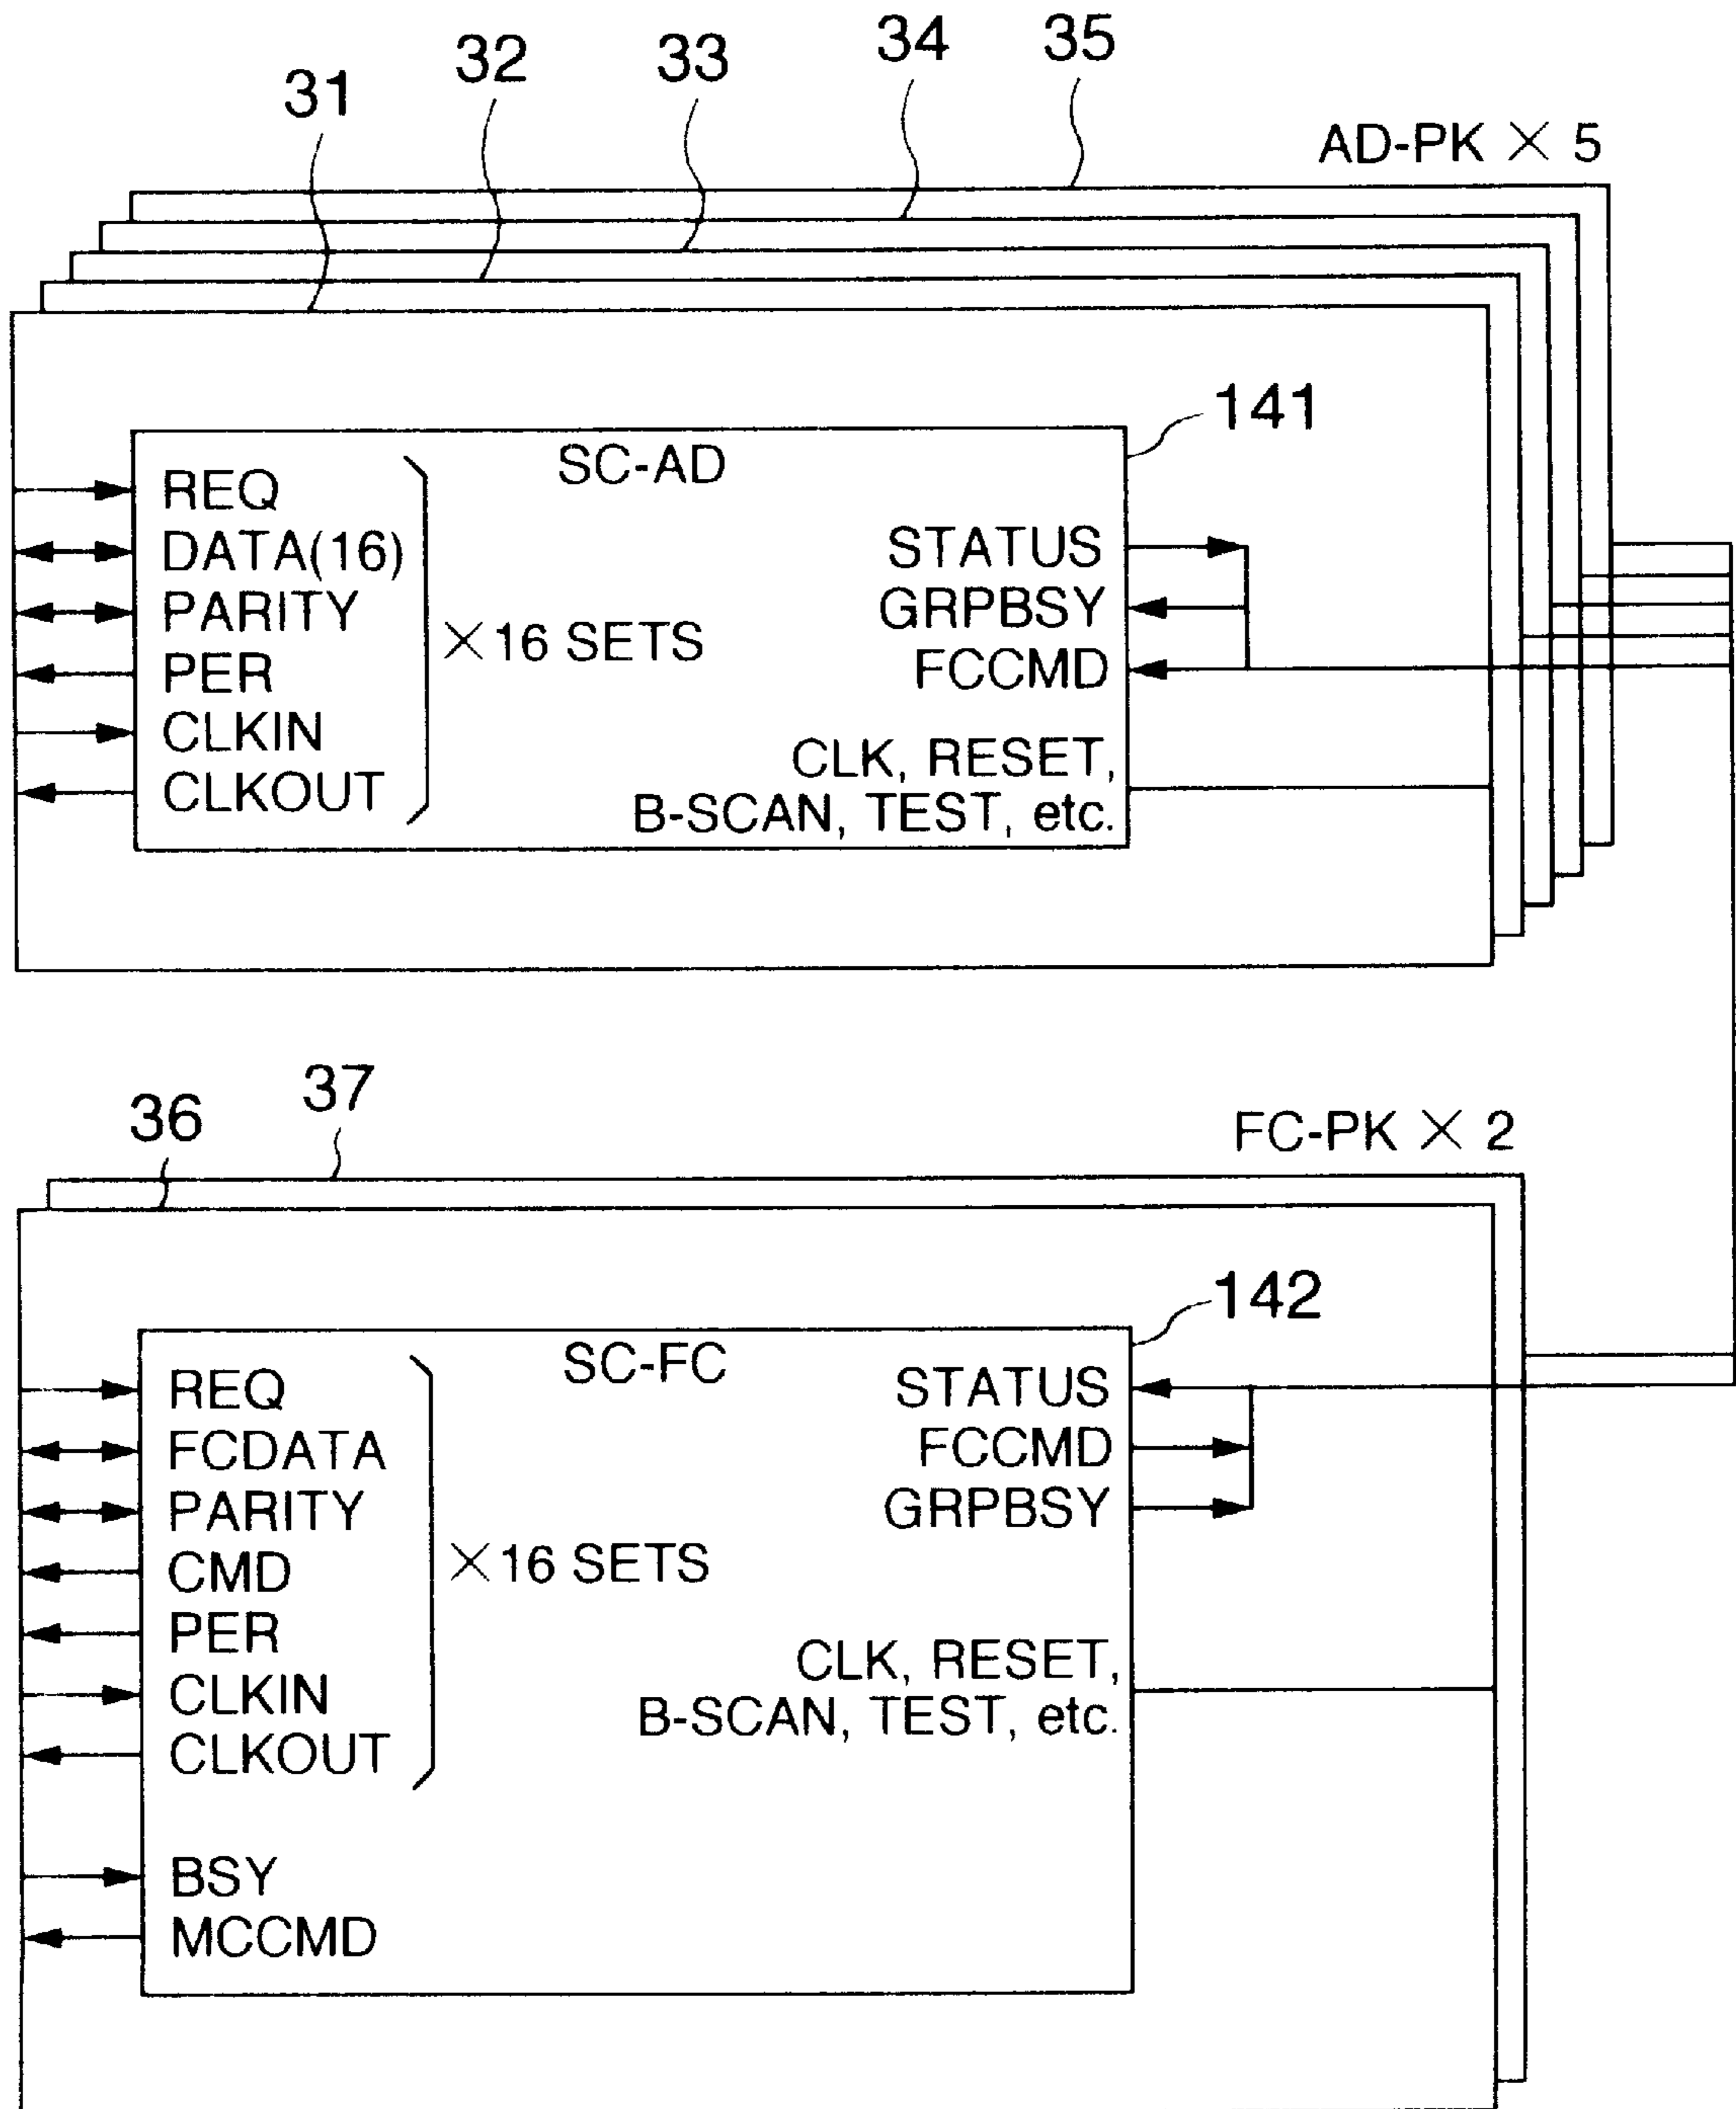 31
32
33
34
35
AD-PK × 5
141
SC-AD
REQ
DATA(16)
PARITY
PER
CLKIN
CLKOUT
×16 SETS
STATUS
GRPBSY
FCCMD
CLK, RESET,
B-SCAN, TEST, etc.
36
37
FC-PK × 2
142
SC-FC
REQ
FCDATA
PARITY
CMD
PER
CLKIN
CLKOUT
×16 SETS
BSY
MCCMD
STATUS
FCCMD
GRPBSY
CLK, RESET,
B-SCAN, TEST, etc.